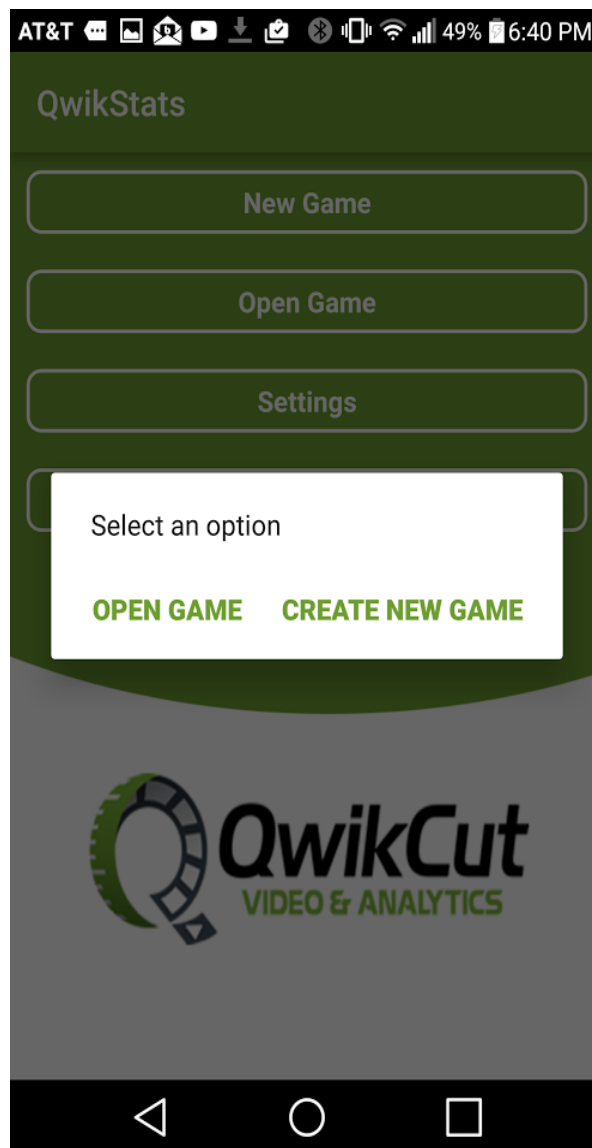 AT&T 49% 6:40 PM
QwikStats
New Game
Open Game
Settings
Select an option
OPEN GAME CREATE NEW GAME
QwikCut
VIDEO & ANALYTICS